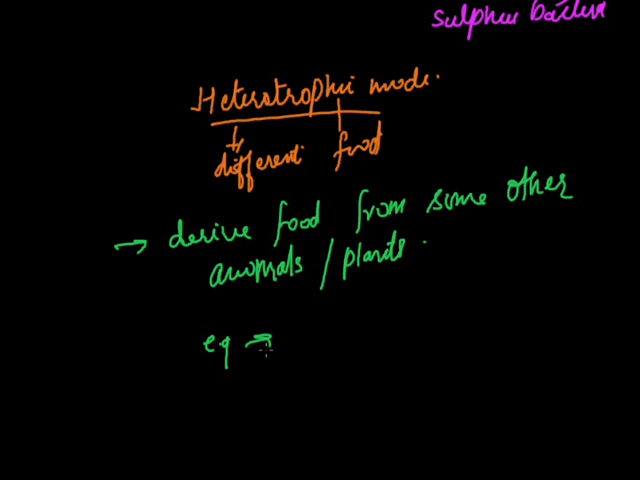 sulphur bacteria
Heterotrophic mode.
different food
→ derive food from some other
animals / plants.
eg →